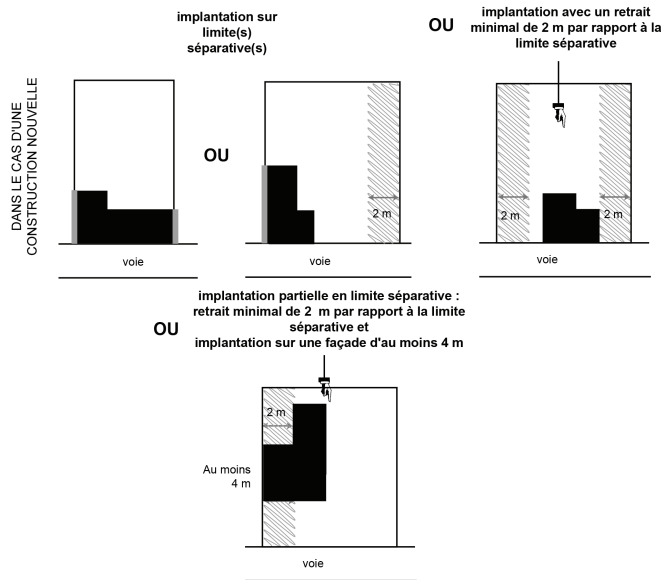 implantation sur
limite(s)
séparative(s)
OU
implantation avec un retrait
minimal de 2 m par rapport à la
limite séparative
DANS LE CAS D'UNE
CONSTRUCTION NOUVELLE
OU
2 m
2 m
2 m
voie
voie
voie
OU
implantation partielle en limite séparative :
retrait minimal de 2 m par rapport à la limite
séparative et
implantation sur une façade d'au moins 4 m
2 m
Au moins
4 m
voie